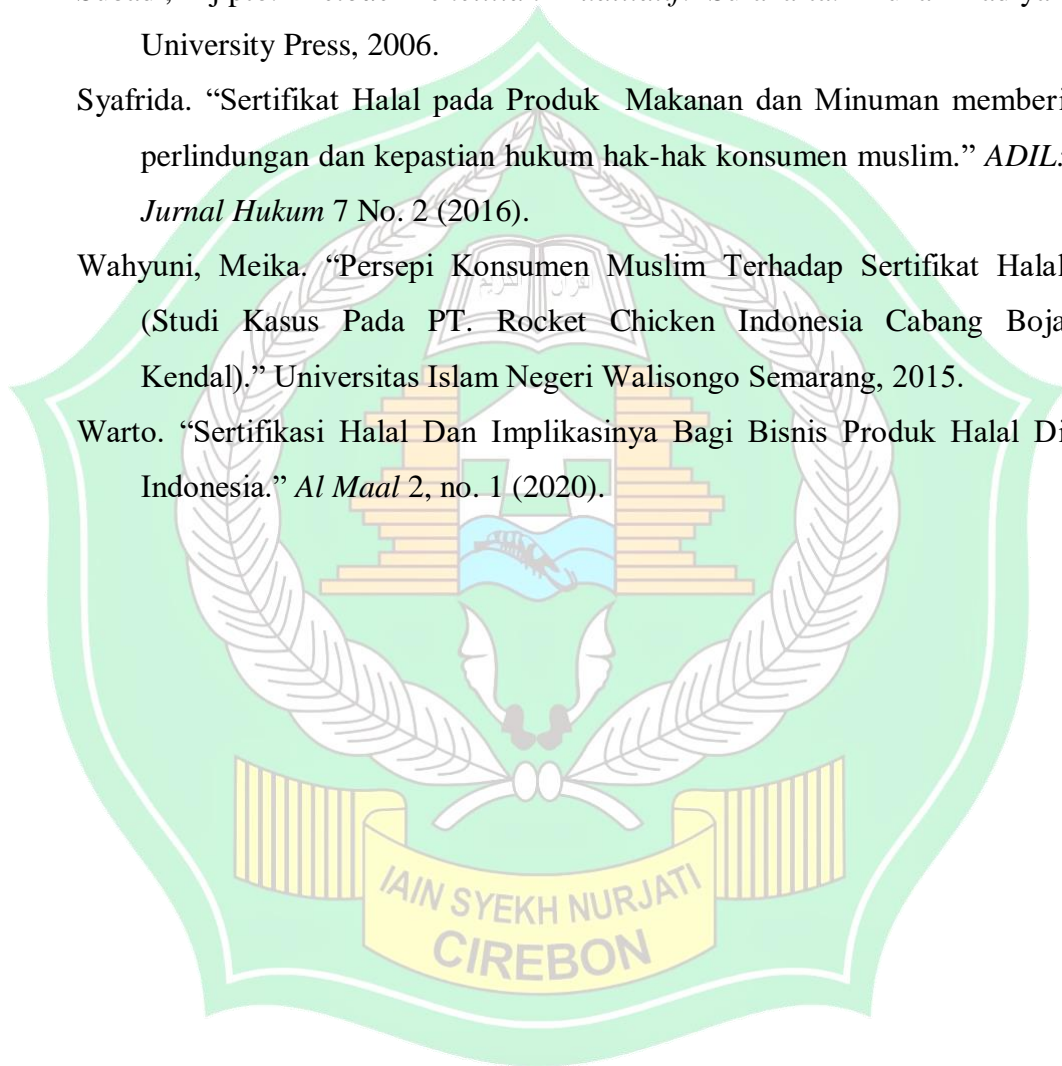 University Press, 2006.
Syafrida. “Sertifikat Halal pada Produk Makanan dan Minuman memberi
perlindungan dan kepastian hukum hak-hak konsumen muslim.” ADIL:
Jurnal Hukum 7 No. 2 (2016).
Wahyuni, Meika. “Persepi Konsumen Muslim Terhadap Sertifikat Halal
(Studi Kasus Pada PT. Rocket Chicken Indonesia Cabang Boja
Kendal).” Universitas Islam Negeri Walisongo Semarang, 2015.
Warto. “Sertifikasi Halal Dan Implikasinya Bagi Bisnis Produk Halal Di
Indonesia.” Al Maal 2, no. 1 (2020).
IAIN SYEKH NURJATI
CIREBON